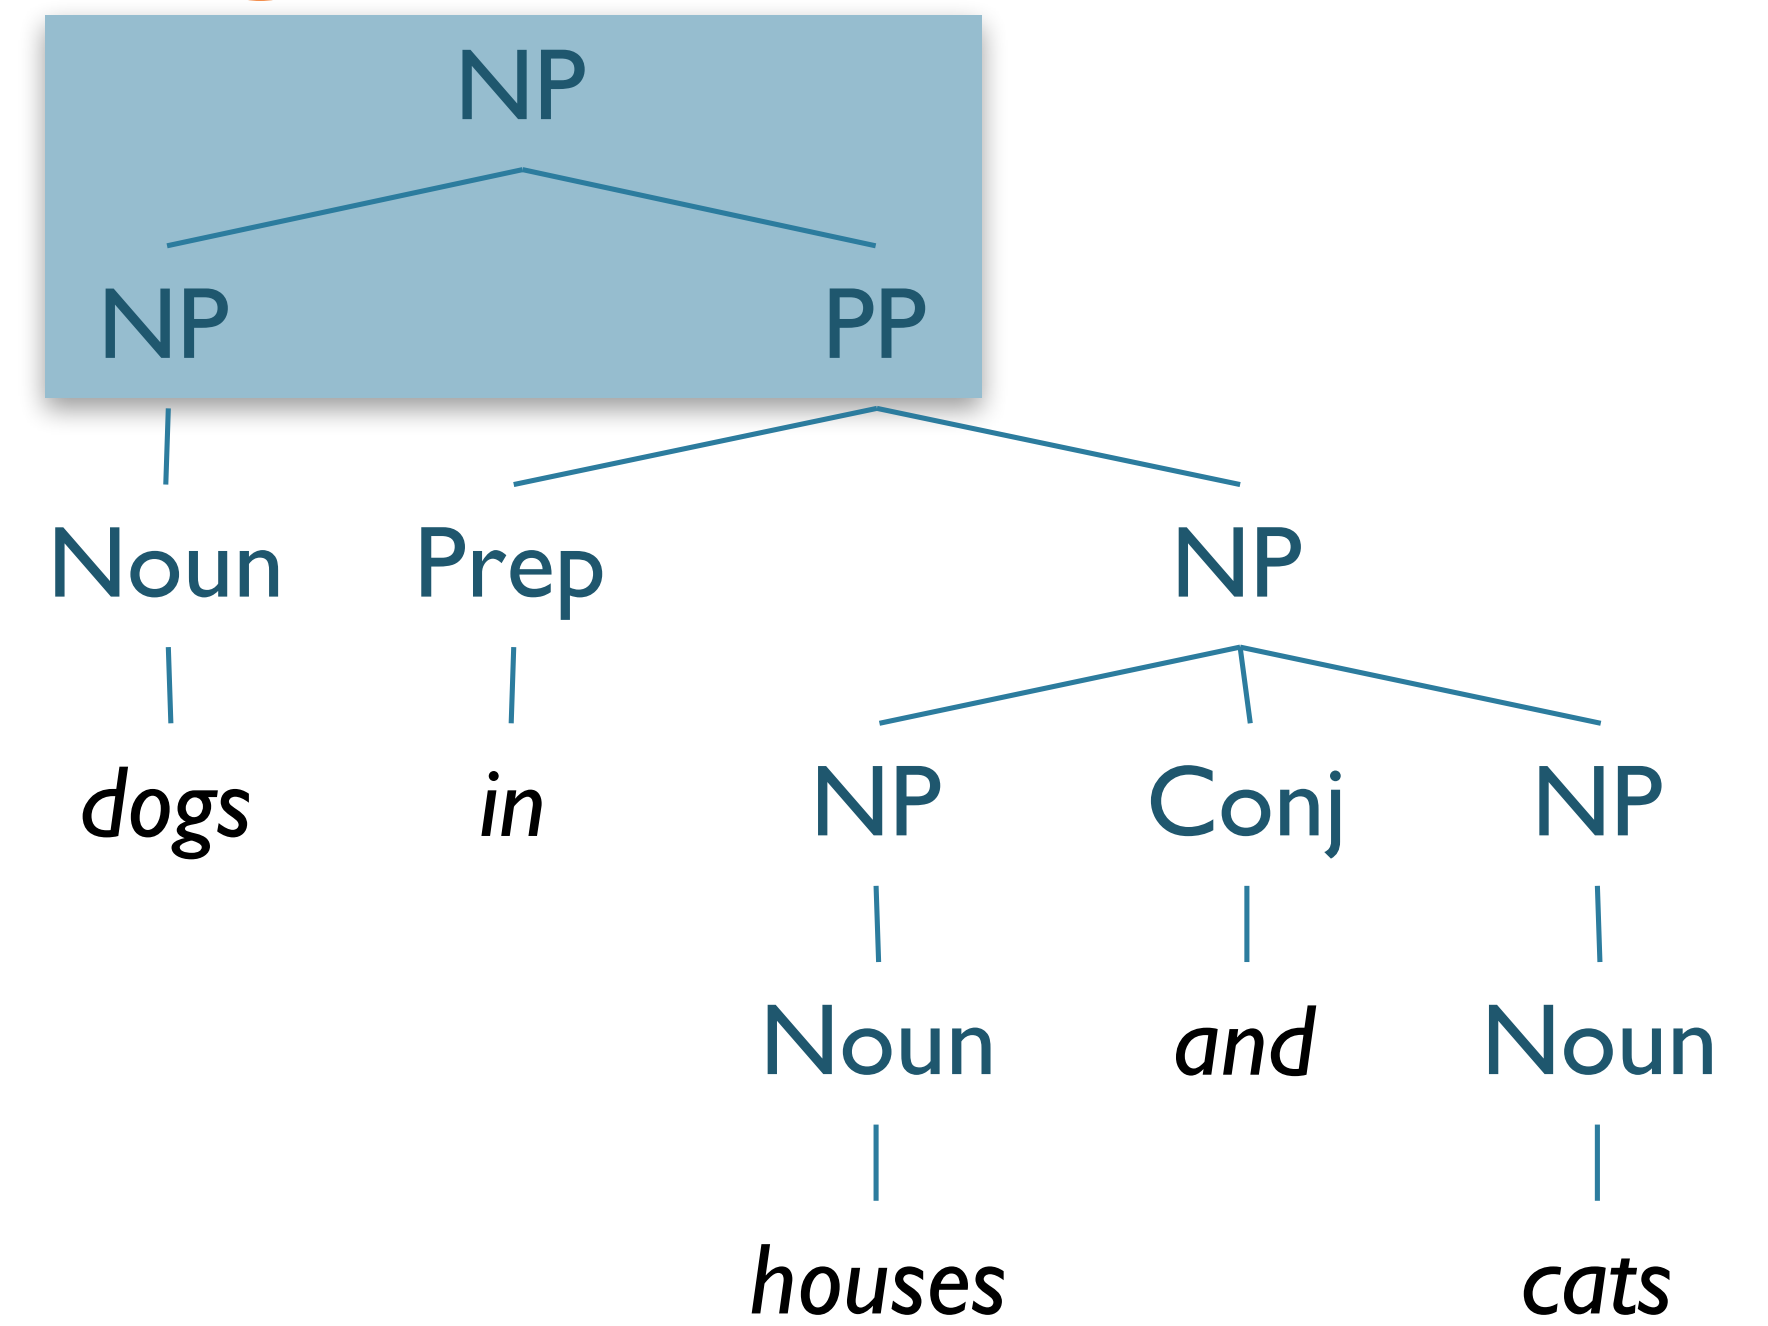 NP
NP PP
Noun Prep NP
dogs in NP Conj NP
Noun and Noun
houses cats